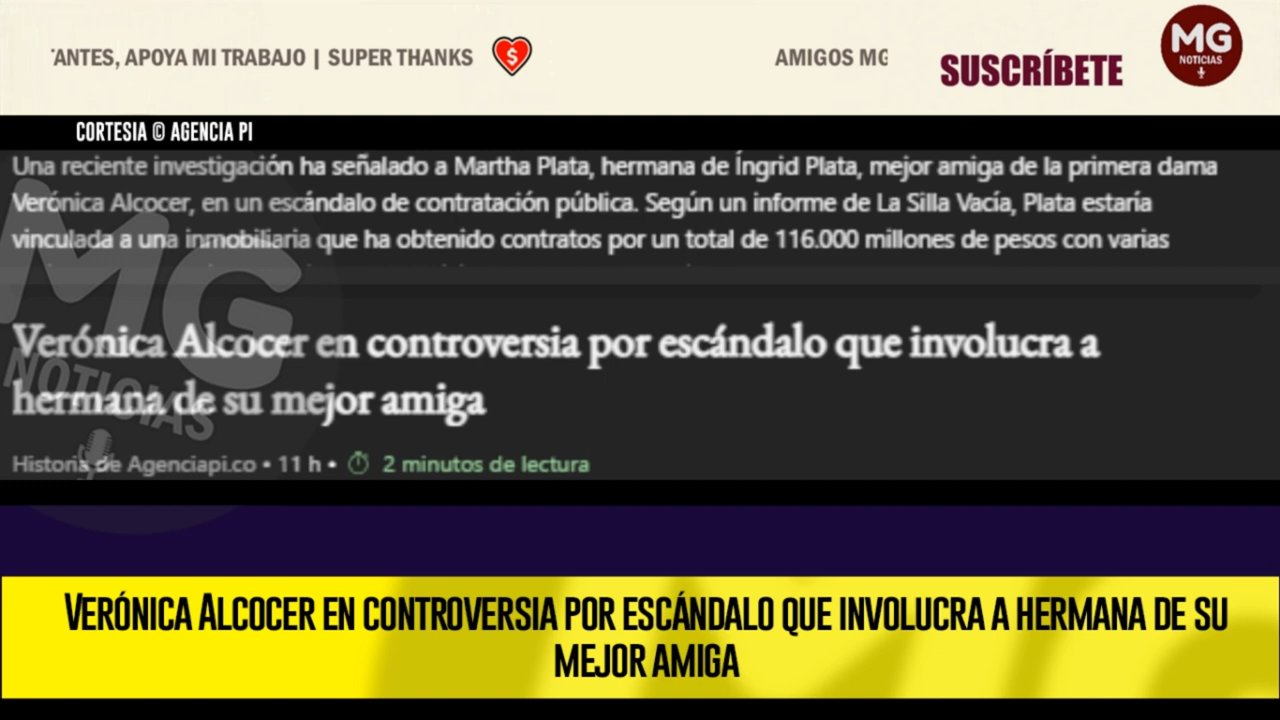 'ANTES, APOYA MI TRABAJO | SUPER THANKS
AMIGOS MG
SUSCRÍBETE
MG
NOTICIAS
CORTESIA © AGENCIA PI
Una reciente investigación ha señalado a Martha Plata, hermana de Íngrid Plata, mejor amiga de la primera dama
Verónica Alcocer, en un escándalo de contratación pública. Según un informe de La Silla Vacía, Plata estaría
vinculada a una inmobiliaria que ha obtenido contratos por un total de 116.000 millones de pesos con varias
MG
NOTICIAS
Verónica Alcocer en controversia por escándalo que involucra a
hermana de su mejor amiga
Historia de Agenciapi.co • 11 h • 2 minutos de lectura
VERÓNICA ALCOCER EN CONTROVERSIA POR ESCÁNDALO QUE INVOLUCRA A HERMANA DE SU
MEJOR AMIGA